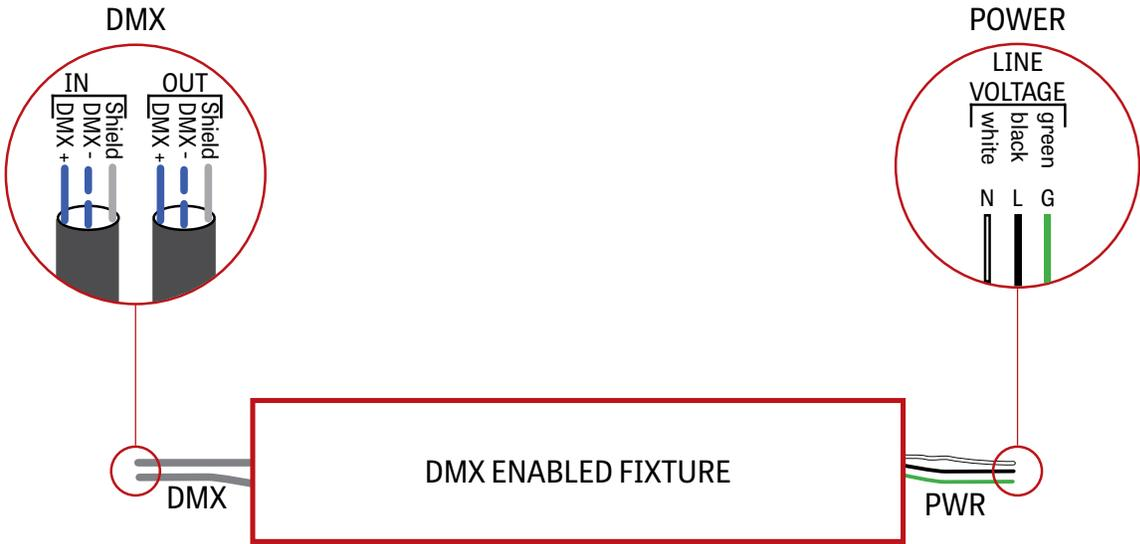 DMX
IN
OUT
DMX +
DMX -
Shield
DMX +
DMX -
Shield
POWER
LINE
VOLTAGE
white
black
green
N L G
DMX ENABLED FIXTURE
DMX
PWR